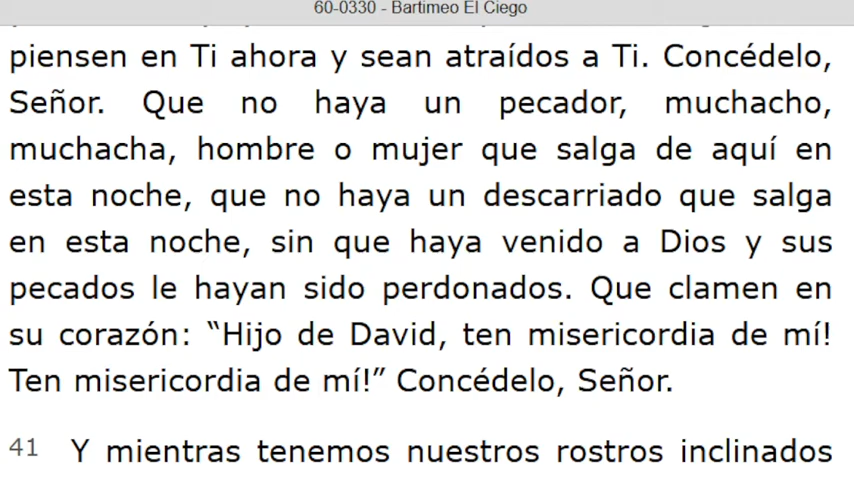 60-0330 - Bartimeo El Ciego
piensen en Ti ahora y sean atraídos a Ti. Concédelo,
Señor. Que no haya un pecador, muchacho,
muchacha, hombre o mujer que salga de aquí en
esta noche, que no haya un descarriado que salga
en esta noche, sin que haya venido a Dios y sus
pecados le hayan sido perdonados. Que clamen en
su corazón: “Hijo de David, ten misericordia de mí!
Ten misericordia de mí!” Concédelo, Señor.
41 Y mientras tenemos nuestros rostros inclinados